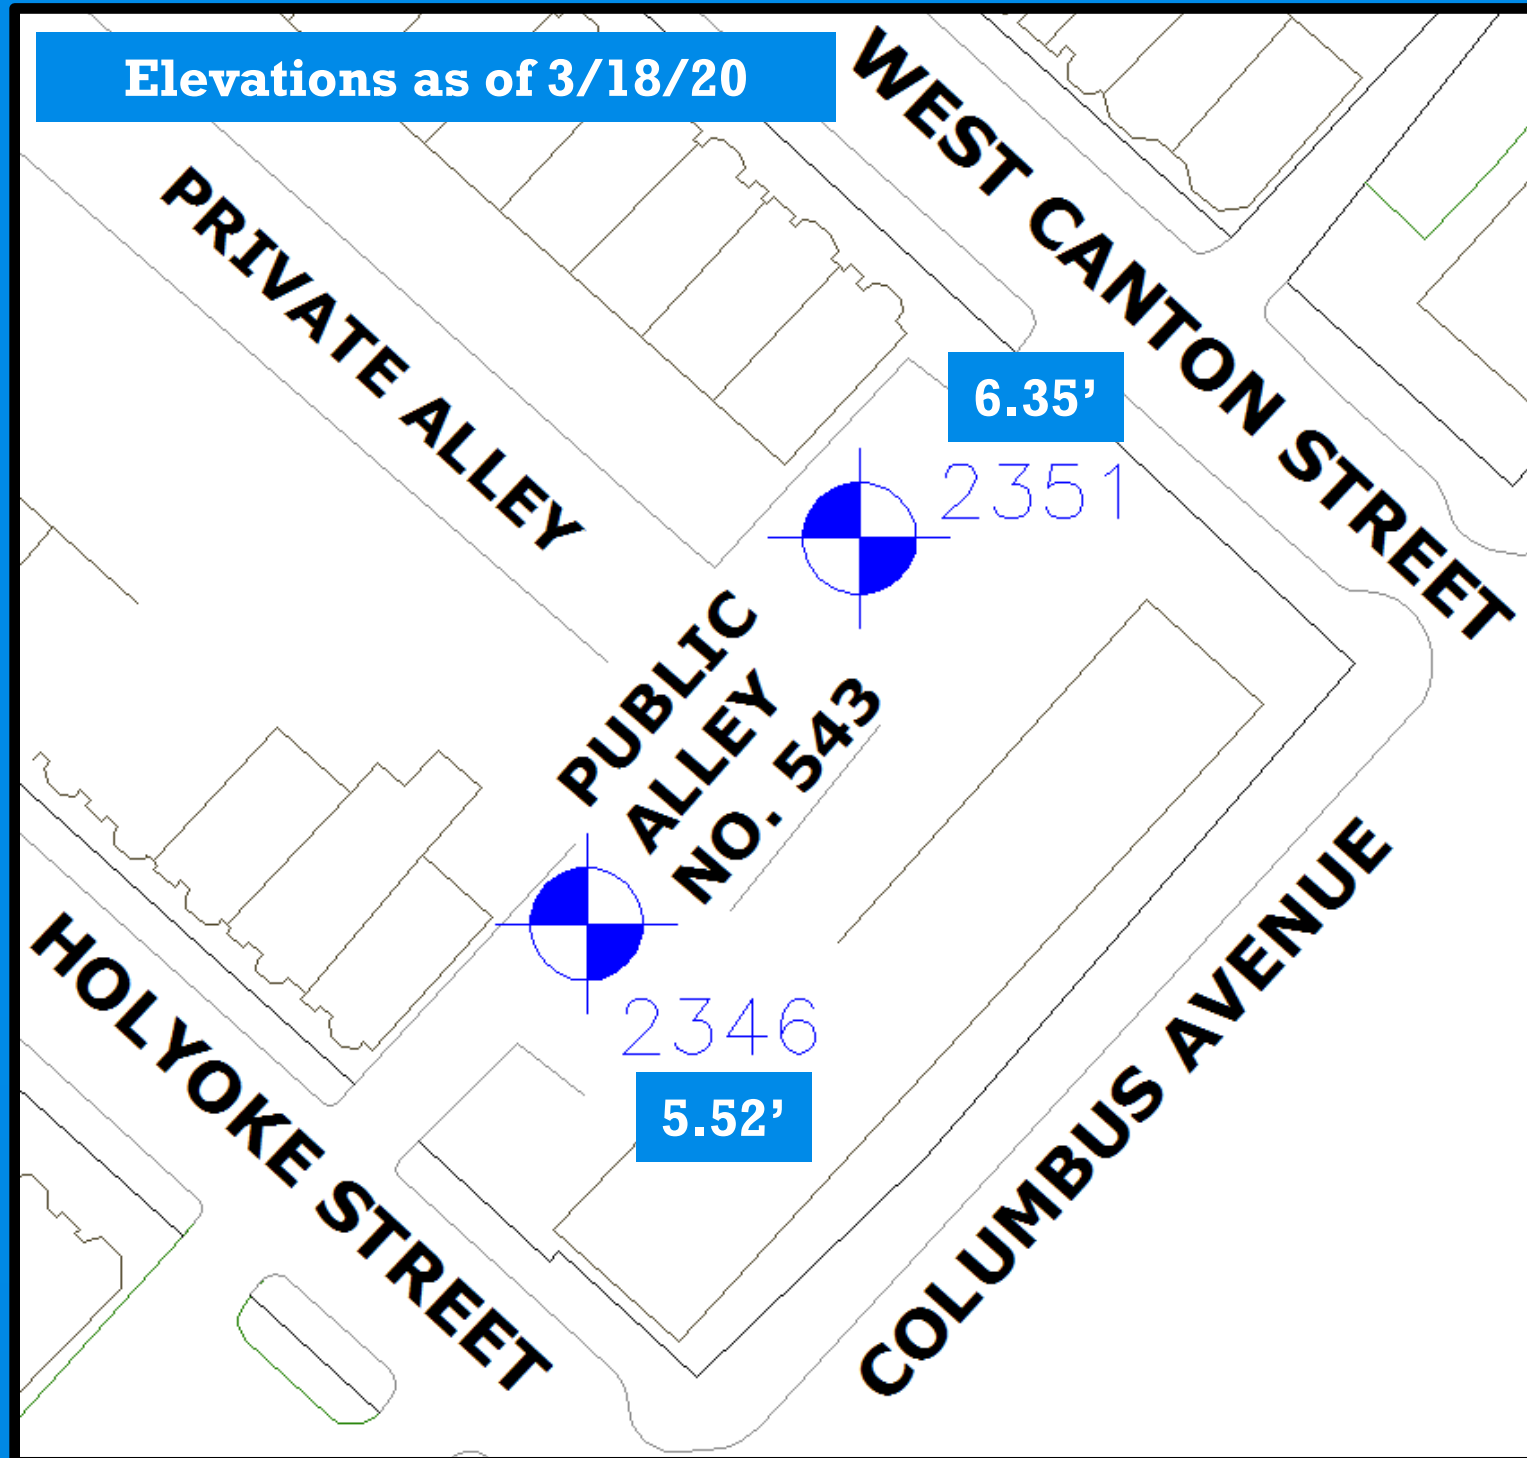 Elevations as of 3/18/20
WEST CANTON STREET
PRIVATE ALLEY
6.35’
2351
PUBLIC
ALLEY
NO. 543
2346
5.52’
HOLYOKE STREET
COLUMBUS AVENUE